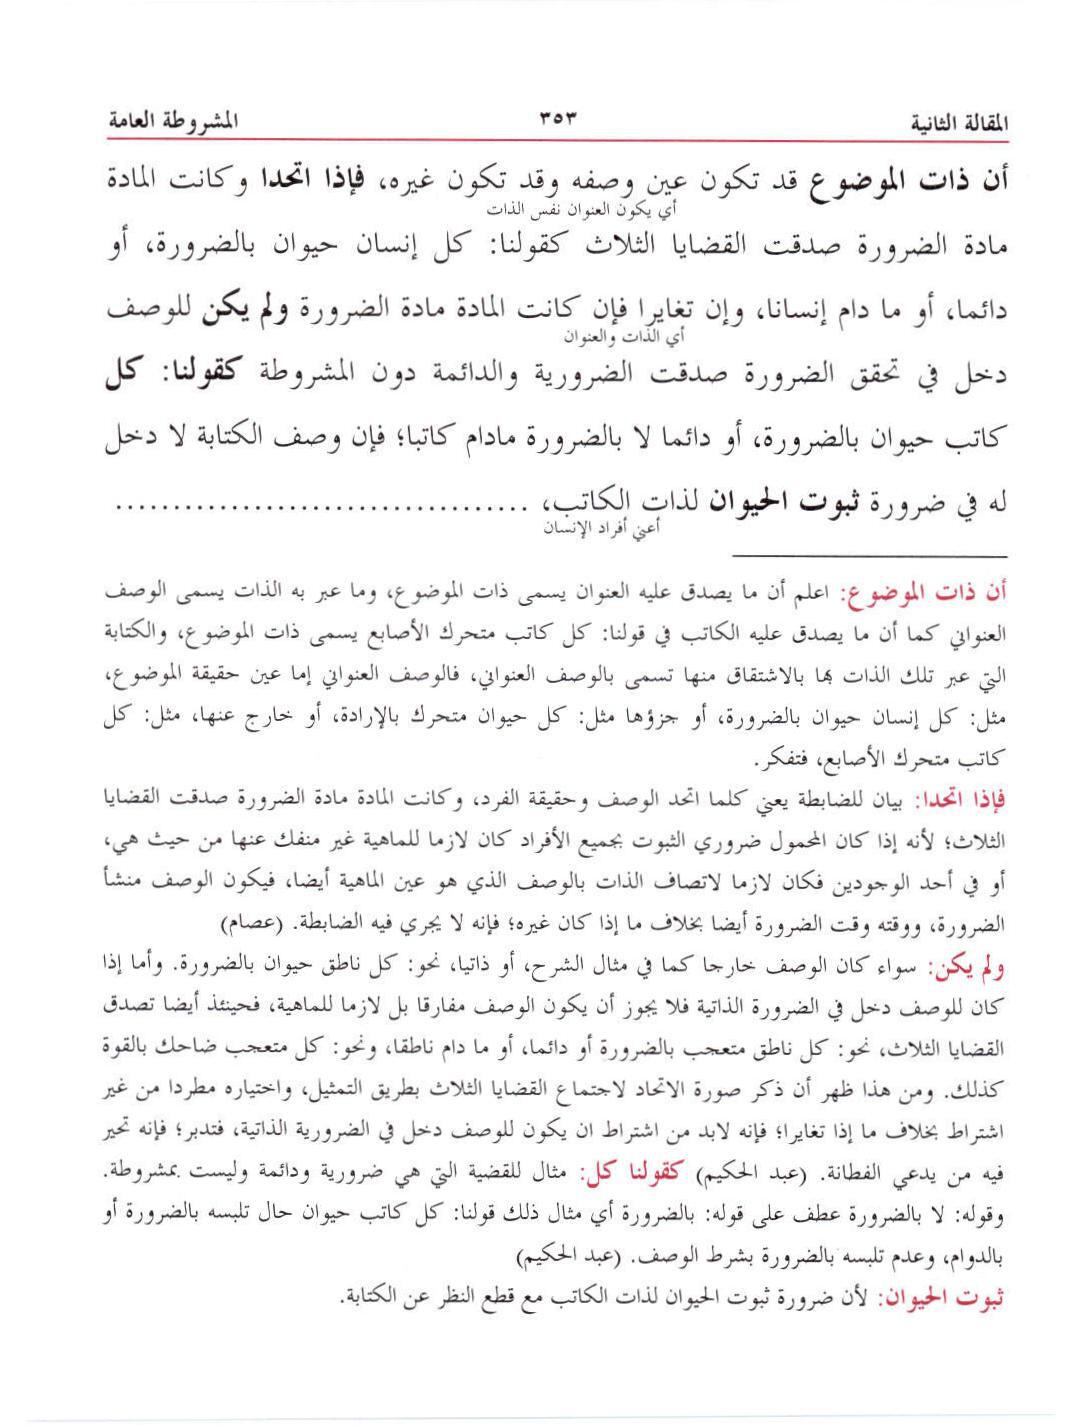 المقالة الثانية ٣٥٣ المشروطة العامة
أن ذات الموضوع قد تكون عين وصفه وقد تكون غيره، فإذا اتحدا وكانت المادة
أي يكون العنوان نفس الذات
مادة الضرورة صدقت القضايا الثلاث كقولنا: كل إنسان حيوان بالضرورة، أو
دائما، أو ما دام إنسانا، وإن تغايرا فإن كانت المادة مادة الضرورة ولم يكن للوصف
أي الذات والعنوان
دخل في تحقق الضرورة صدقت الضرورية والدائمة دون المشروطة كقولنا: كل
كاتب حيوان بالضرورة، أو دائما لا بالضرورة مادام كاتبا؛ فإن وصف الكتابة لا دخل
له في ضرورة ثبوت الحيوان لذات الكاتب، ....................................
أعني أفراد الإنسان
أن ذات الموضوع: اعلم أن ما يصدق عليه العنوان يسمى ذات الموضوع، وما عبر به الذات يسمى الوصف
العنواني كما أن ما يصدق عليه الكاتب في قولنا: كل كاتب متحرك الأصابع يسمى ذات الموضوع، والكتابة
التي عبر تلك الذات بها بالاشتقاق منها تسمى بالوصف العنواني، فالوصف العنواني إما عين حقيقة الموضوع،
مثل: كل إنسان حيوان بالضرورة، أو جزؤها مثل: كل حيوان متحرك بالإرادة، أو خارج عنها، مثل: كل
كاتب متحرك الأصابع، فتفكر.
فإذا اتحدا: بيان للضابطة يعني كلما اتحد الوصف وحقيقة الفرد، وكانت المادة مادة الضرورة صدقت القضايا
الثلاث؛ لأنه إذا كان المحمول ضروري الثبوت بجميع الأفراد كان لازما للماهية غير منفك عنها من حيث هي،
أو في أحد الوجودين فكان لازما لاتصاف الذات بالوصف الذي هو عين الماهية أيضا، فيكون الوصف منشأ
الضرورة، ووقته وقت الضرورة أيضا بخلاف ما إذا كان غيره؛ فإنه لا يجري فيه الضابطة. (عصام)
ولم يكن: سواء كان الوصف خارجا كما في مثال الشرح، أو ذاتيا، نحو: كل ناطق حيوان بالضرورة. وأما إذا
كان للوصف دخل في الضرورة الذاتية فلا يجوز أن يكون الوصف مفارقا بل لازما للماهية، فحينئذ أيضا تصدق
القضايا الثلاث، نحو: كل ناطق متعجب بالضرورة أو دائما، أو ما دام ناطقا، ونحو: كل متعجب ضاحك بالقوة
كذلك. ومن هذا ظهر أن ذكر صورة الاتحاد لاجتماع القضايا الثلاث بطريق التمثيل، واختياره مطردا من غير
اشتراط بخلاف ما إذا تغايرا؛ فإنه لابد من اشتراط ان يكون للوصف دخل في الضرورية الذاتية، فتدبر؛ فإنه تحير
فيه من يدعي الفطانة. (عبد الحكيم) كقولنا كل: مثال للقضية التي هي ضرورية ودائمة وليست بمشروطة.
وقوله: لا بالضرورة عطف على قوله: بالضرورة أي مثال ذلك قولنا: كل كاتب حيوان حال تلبسه بالضرورة أو
بالدوام، وعدم تلبسه بالضرورة بشرط الوصف. (عبد الحكيم)
ثبوت الحيوان: لأن ضرورة ثبوت الحيوان لذات الكاتب مع قطع النظر عن الكتابة.